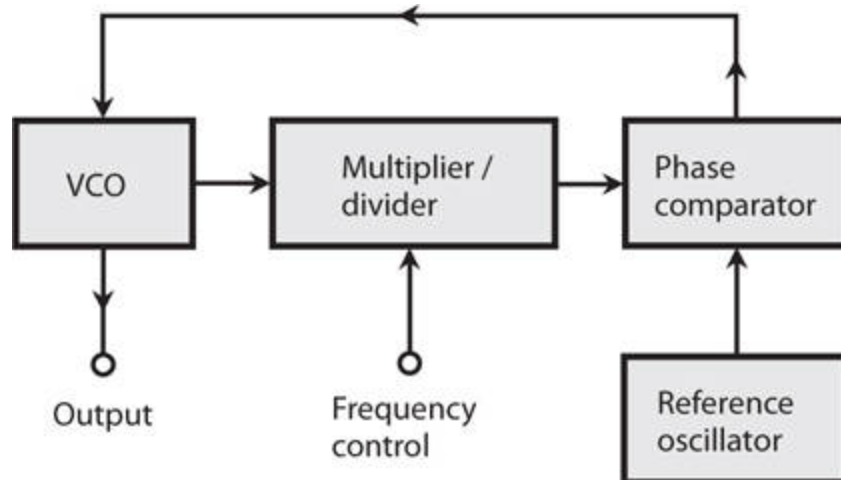 VCO
Multiplier /
divider
Phase
comparator
Output
Frequency
control
Reference
oscillator